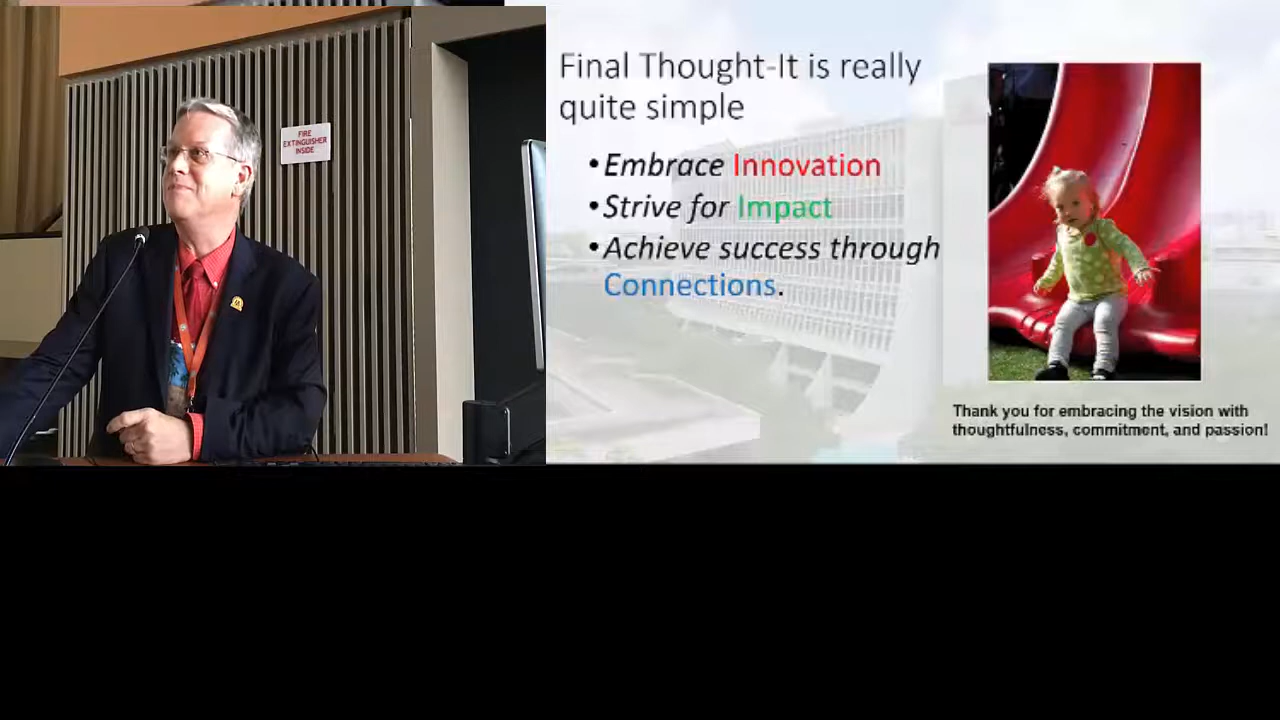 FIRE
EXTINGUISHER
INSIDE
Final Thought-It is really
quite simple
•Embrace Innovation
•Strive for Impact
•Achieve success through
Connections.
Thank you for embracing the vision with
thoughtfulness, commitment, and passion!